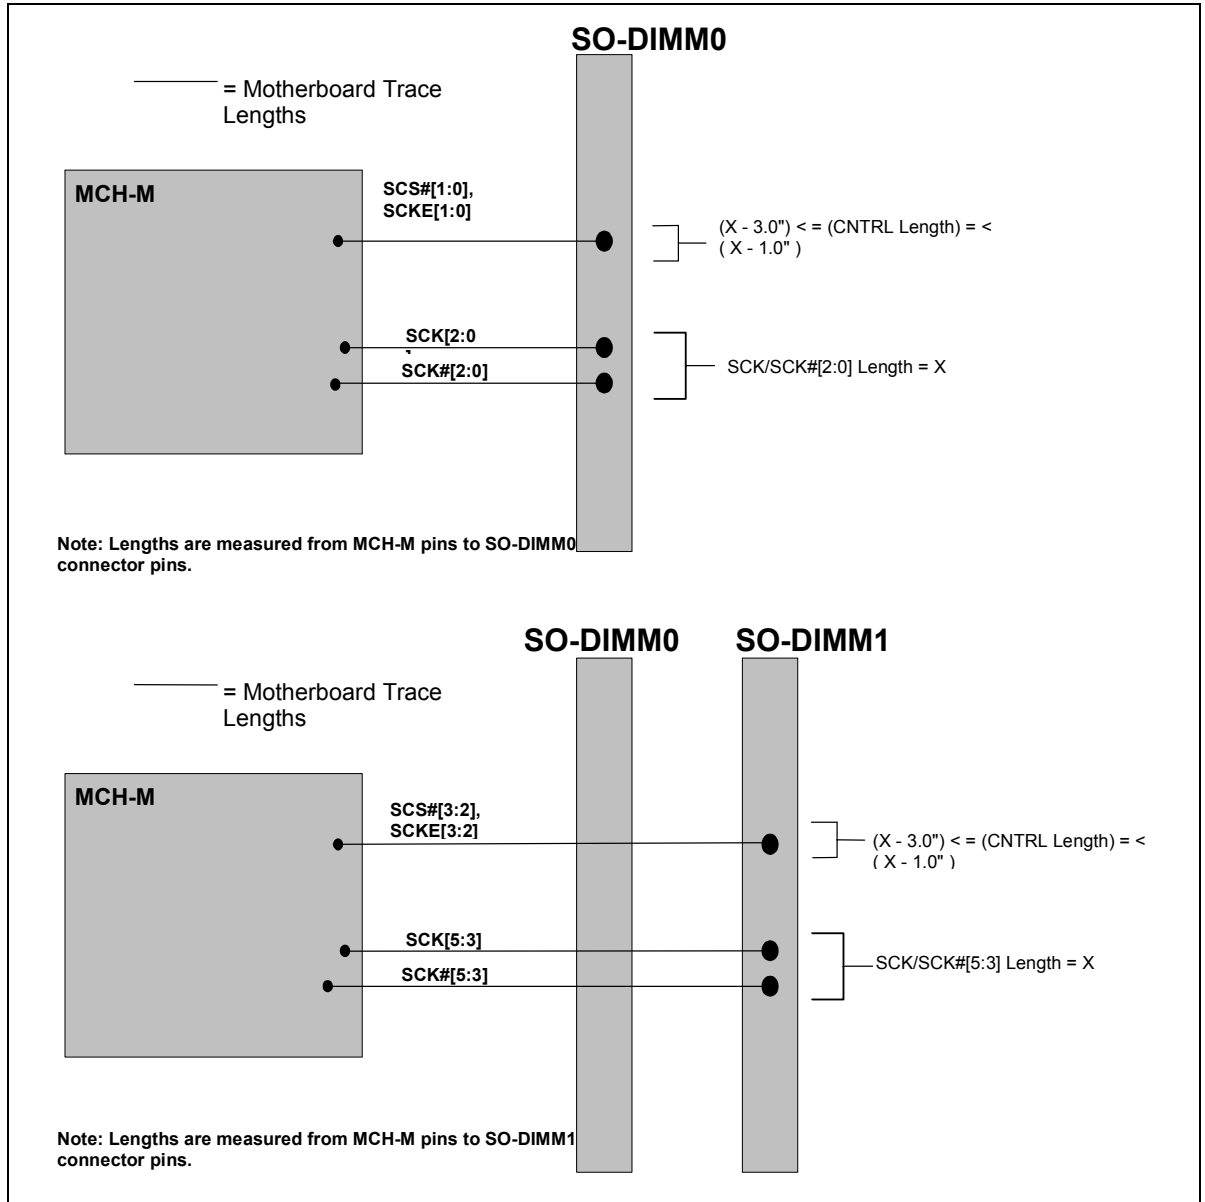 SO-DIMM0
= Motherboard Trace
Lengths
MCH-M
SCS#[1:0],
SCKE[1:0]
(X - 3.0") < = (CNTRL Length) = <
( X - 1.0" )
SCK[2:0
]
SCK#[2:0]
SCK/SCK#[2:0] Length = X
Note: Lengths are measured from MCH-M pins to SO-DIMM0
connector pins.
SO-DIMM0 SO-DIMM1
= Motherboard Trace
Lengths
MCH-M
SCS#[3:2],
SCKE[3:2]
(X - 3.0") < = (CNTRL Length) = <
( X - 1.0" )
SCK[5:3]
SCK#[5:3]
SCK/SCK#[5:3] Length = X
Note: Lengths are measured from MCH-M pins to SO-DIMM1
connector pins.